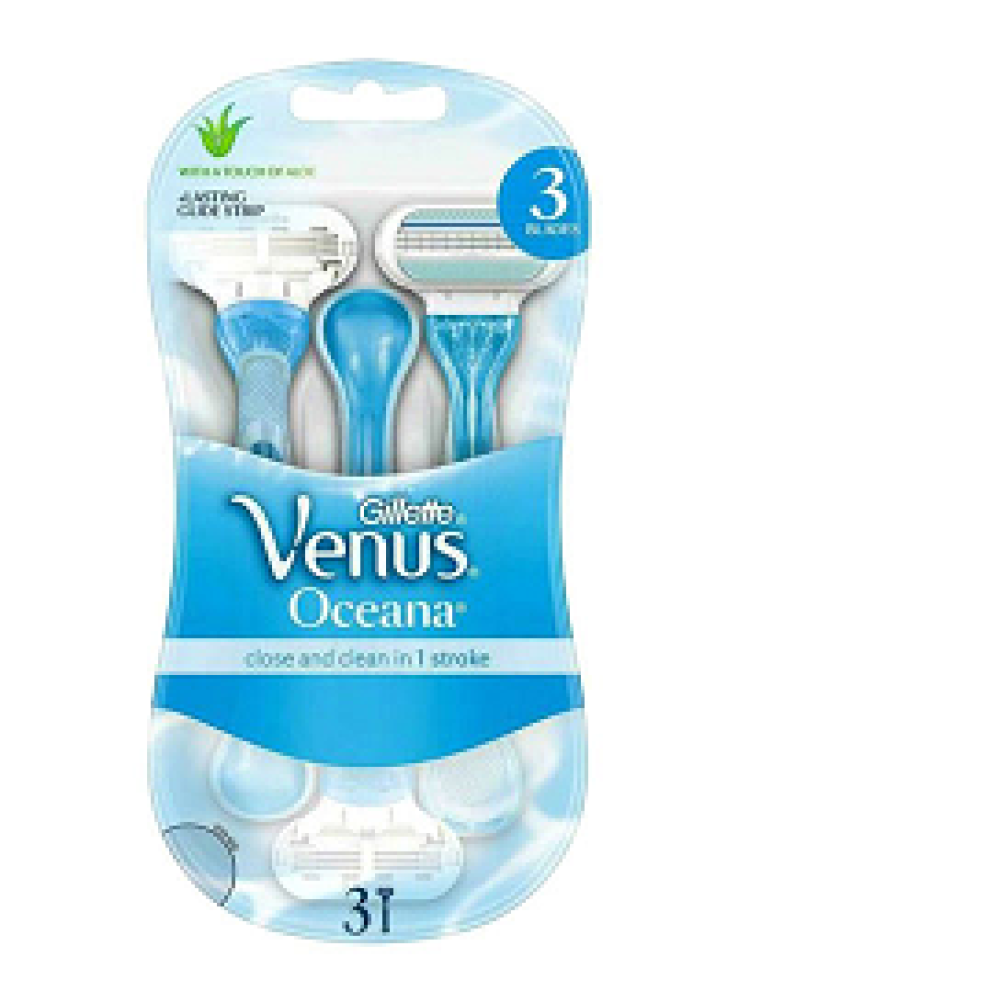 WITH A TOUCH OF ALOE
LASTING
GLIDE STRIP
3
BLADES
Gillette®
Venus®
Oceana®
close and clean in 1 stroke
3